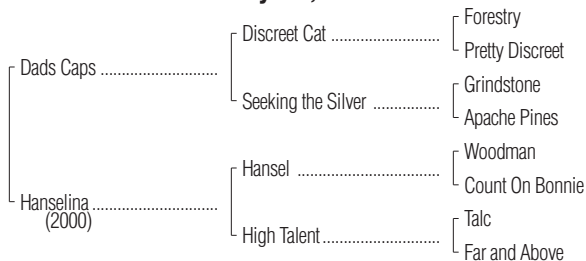 Forestry
Discreet Cat ........................
Pretty Discreet
Dads Caps ..........................
Grindstone
Seeking the Silver ...............
Apache Pines
Woodman
Hansel ................................
Count On Bonnie
Hanselina ............................
(2000)
Talc
High Talent ..........................
Far and Above